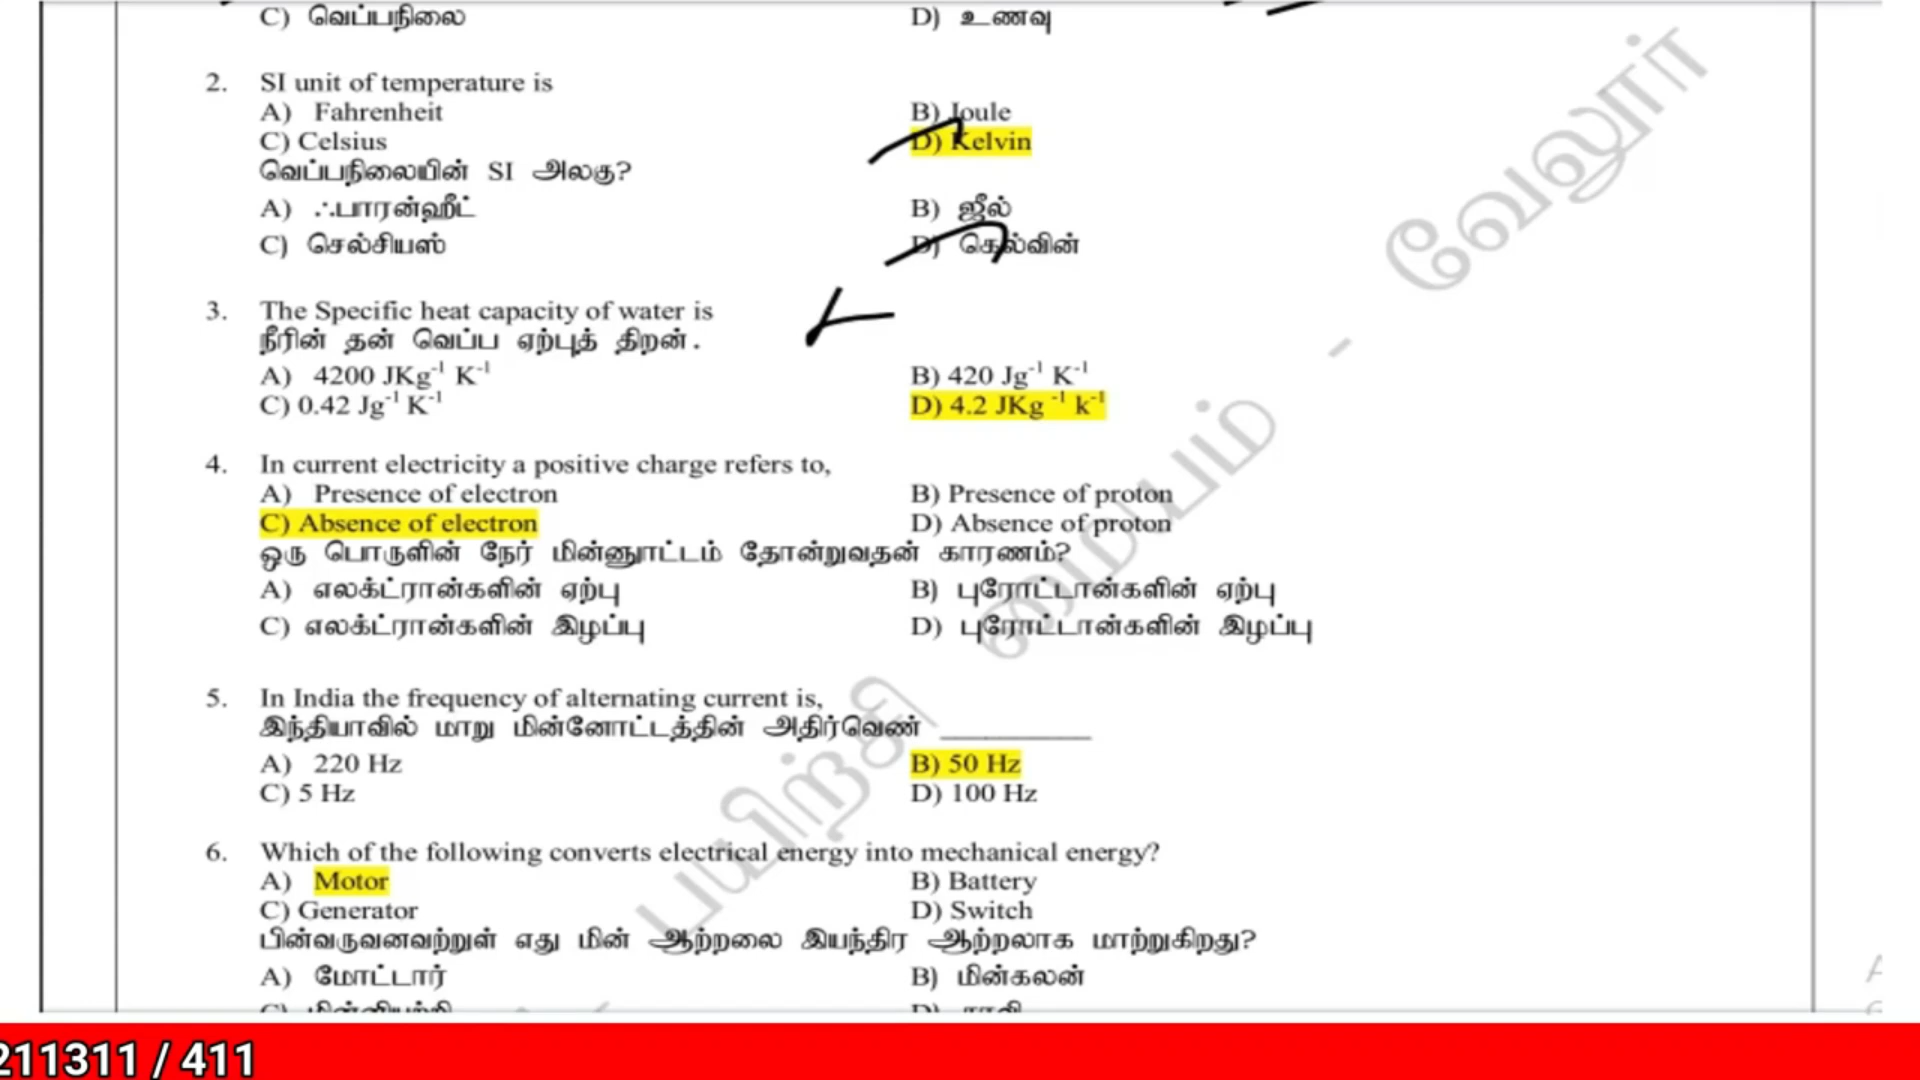 C) வெப்பநிலை D) உணவு
2. SI unit of temperature is
A) Fahrenheit B) Joule
C) Celsius D) Kelvin
வெப்பநிலையின் SI அலகு?
A) ஃபாரன்ஹீட் B) ஜீல்
C) செல்சியஸ் D) கெல்வின்
3. The Specific heat capacity of water is
நீரின் தன் வெப்ப ஏற்புத் திறன்.
A) 4200 JKg⁻¹ K⁻¹ B) 420 Jg⁻¹ K⁻¹
C) 0.42 Jg⁻¹ K⁻¹ D) 4.2 JKg ⁻¹ k⁻¹
4. In current electricity a positive charge refers to,
A) Presence of electron B) Presence of proton
C) Absence of electron D) Absence of proton
ஒரு பொருளின் நேர் மின்னூட்டம் தோன்றுவதன் காரணம்?
A) எலக்ட்ரான்களின் ஏற்பு B) புரோட்டான்களின் ஏற்பு
C) எலக்ட்ரான்களின் இழப்பு D) புரோட்டான்களின் இழப்பு
5. In India the frequency of alternating current is,
இந்தியாவில் மாறு மின்னோட்டத்தின் அதிர்வெண் __________
A) 220 Hz B) 50 Hz
C) 5 Hz D) 100 Hz
6. Which of the following converts electrical energy into mechanical energy?
A) Motor B) Battery
C) Generator D) Switch
பின்வருவனவற்றுள் எது மின் ஆற்றலை இயந்திர ஆற்றலாக மாற்றுகிறது?
A) மோட்டார் B) மின்கலன்
C) மின்னியற்றி D) சாவி
பயிற்சி மையம் - வேலூர்
211311 / 411